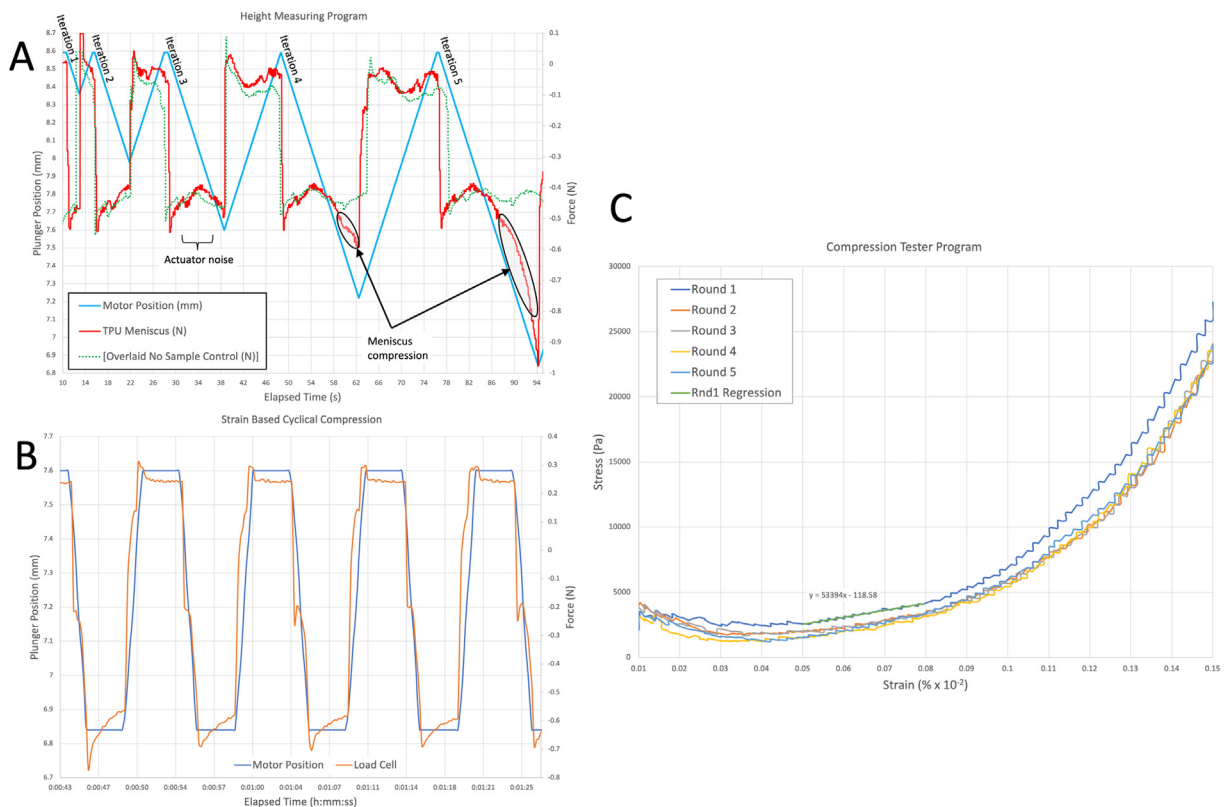 A
Height Measuring Program
Iteration 1
Iteration 2
Iteration 3
Iteration 4
Iteration 5
8.7
8.6
8.5
8.4
8.3
8.2
8.1
8
7.9
7.8
7.7
7.6
7.5
7.4
7.3
7.2
7.1
7
6.9
6.8
Plunger Position (mm)
0.1
0
-0.1
-0.2
-0.3
-0.4
-0.5
-0.6
-0.7
-0.8
-0.9
-1
Force (N)
Actuator noise
Meniscus
compression
Motor Position (mm)
TPU Meniscus (N)
[Overlaid No Sample Control (N)]
10 14 18 22 26 30 34 38 42 46 50 54 58 62 66 70 74 78 82 86 90 94
Elapsed Time (s)
B
Strain Based Cyclical Compression
7.7
7.6
7.5
7.4
7.3
7.2
7.1
7
6.9
6.8
6.7
Plunger Position (mm)
0.4
0.3
0.2
0.1
0
-0.1
-0.2
-0.3
-0.4
-0.5
-0.6
-0.7
-0.8
Force (N)
Motor Position Load Cell
0:00:43 0:00:47 0:00:50 0:00:54 0:00:57 0:01:00 0:01:04 0:01:07 0:01:11 0:01:14 0:01:18 0:01:21 0:01:25
Elapsed Time (h:mm:ss)
C
Compression Tester Program
30000
25000
20000
15000
10000
5000
0
Stress (Pa)
Round 1
Round 2
Round 3
Round 4
Round 5
Rnd1 Regression
y = 53394x - 118.58
0.01 0.02 0.03 0.04 0.05 0.06 0.07 0.08 0.09 0.1 0.11 0.12 0.13 0.14 0.15
Strain (% x 10⁻²)